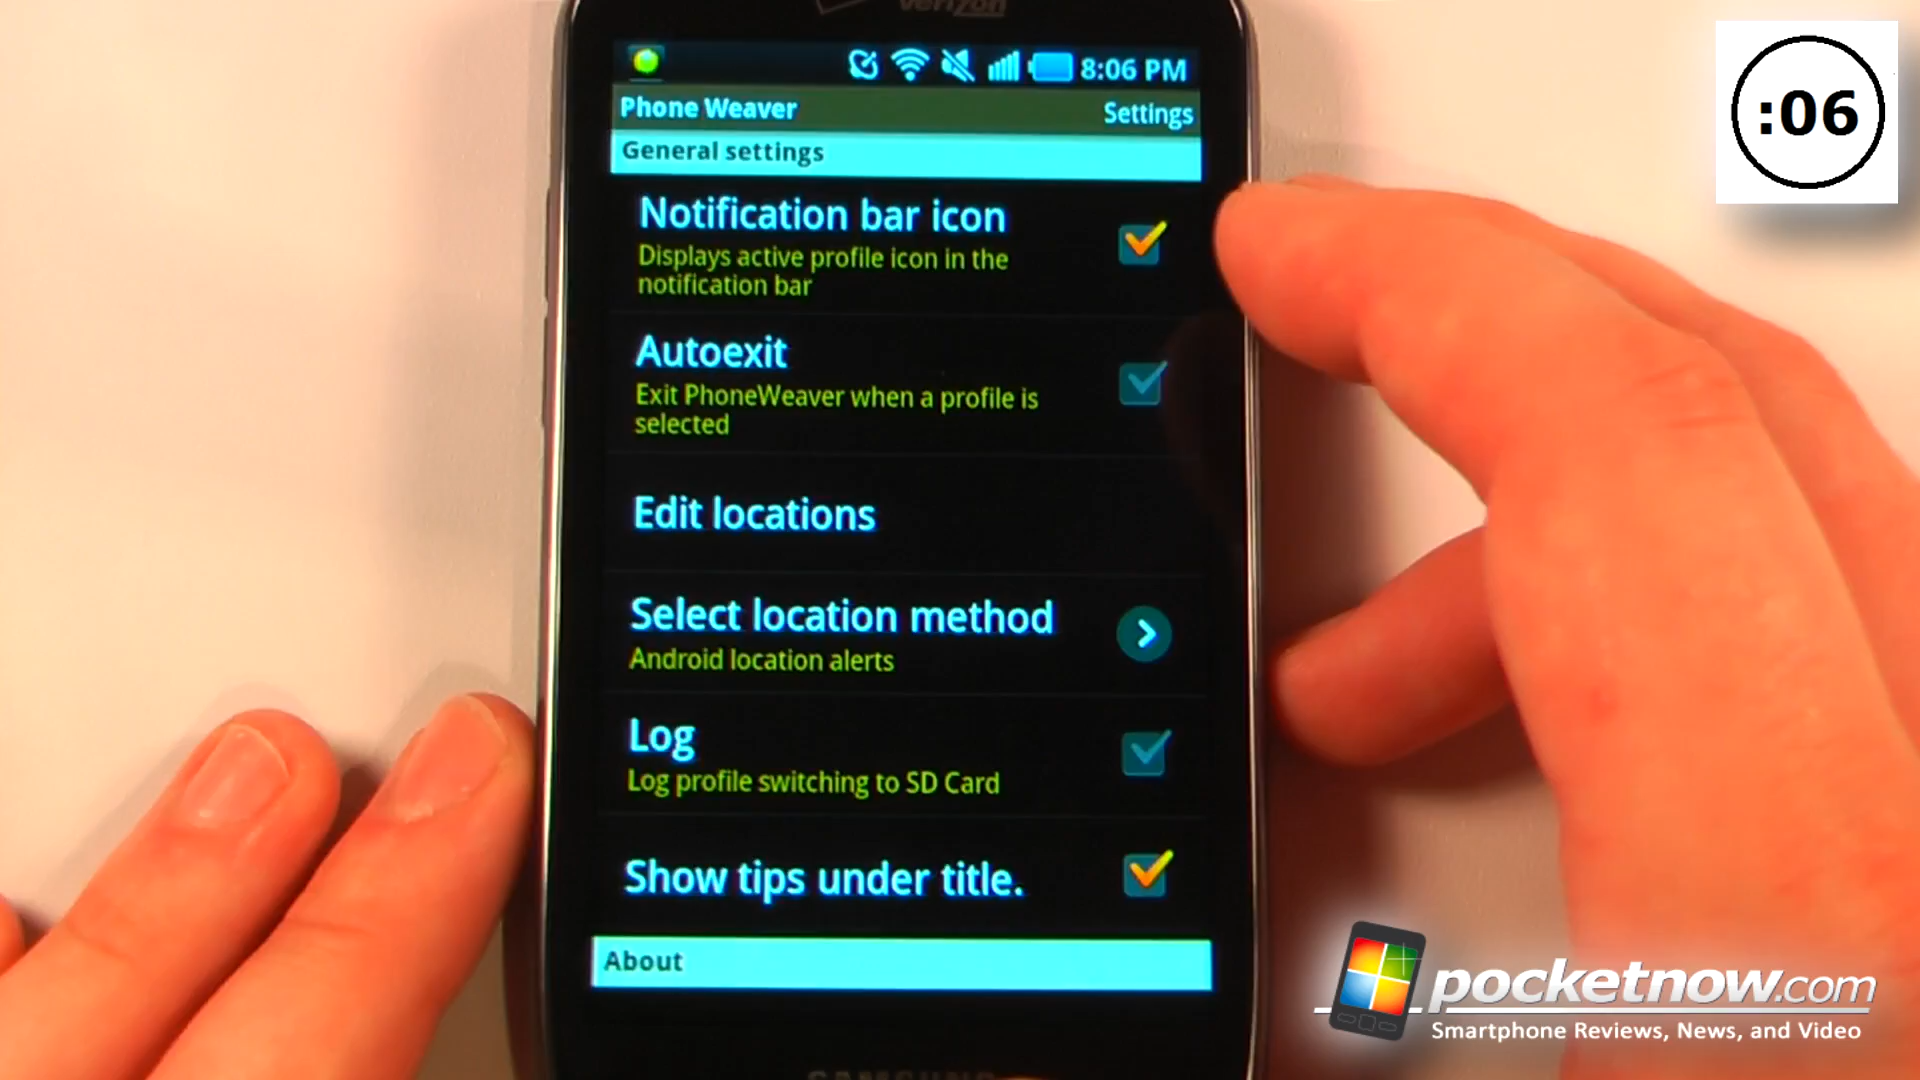 verizon
8:06 PM
:06
Phone Weaver
Settings
General settings
Notification bar icon
Displays active profile icon in the
notification bar
Autoexit
Exit PhoneWeaver when a profile is
selected
Edit locations
Select location method
Android location alerts
Log
Log profile switching to SD Card
Show tips under title.
About
pocketnow.com
Smartphone Reviews, News, and Video
SAMSUNG